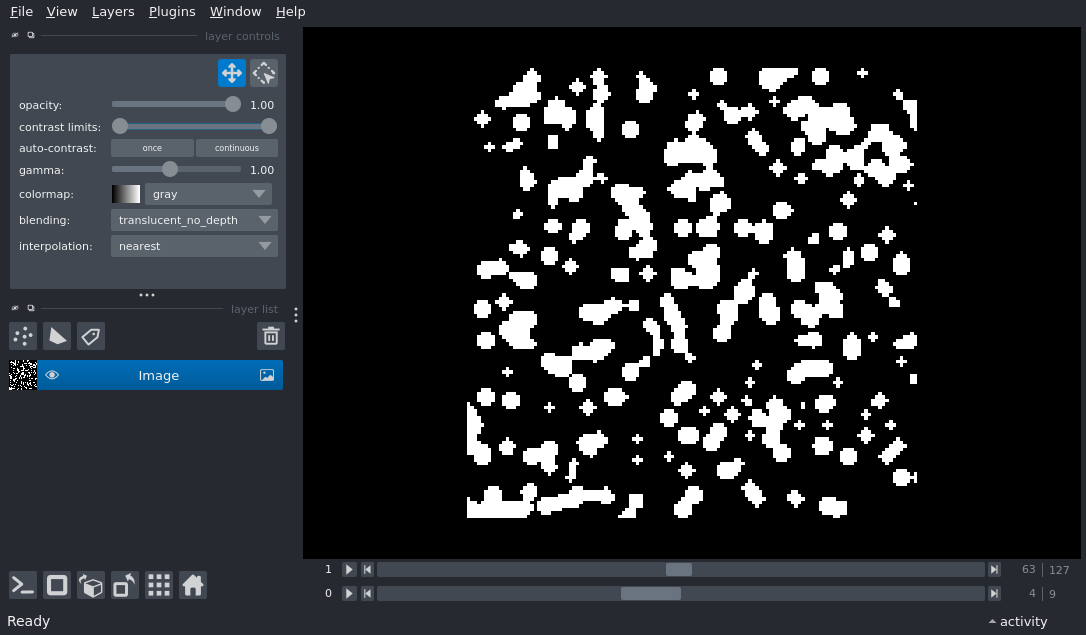 File View Layers Plugins Window Help
layer controls
opacity: 1.00
contrast limits:
auto-contrast: once continuous
gamma: 1.00
colormap: gray
blending: translucent_no_depth
interpolation: nearest
layer list
Image
1 63 127
0 4 9
Ready activity